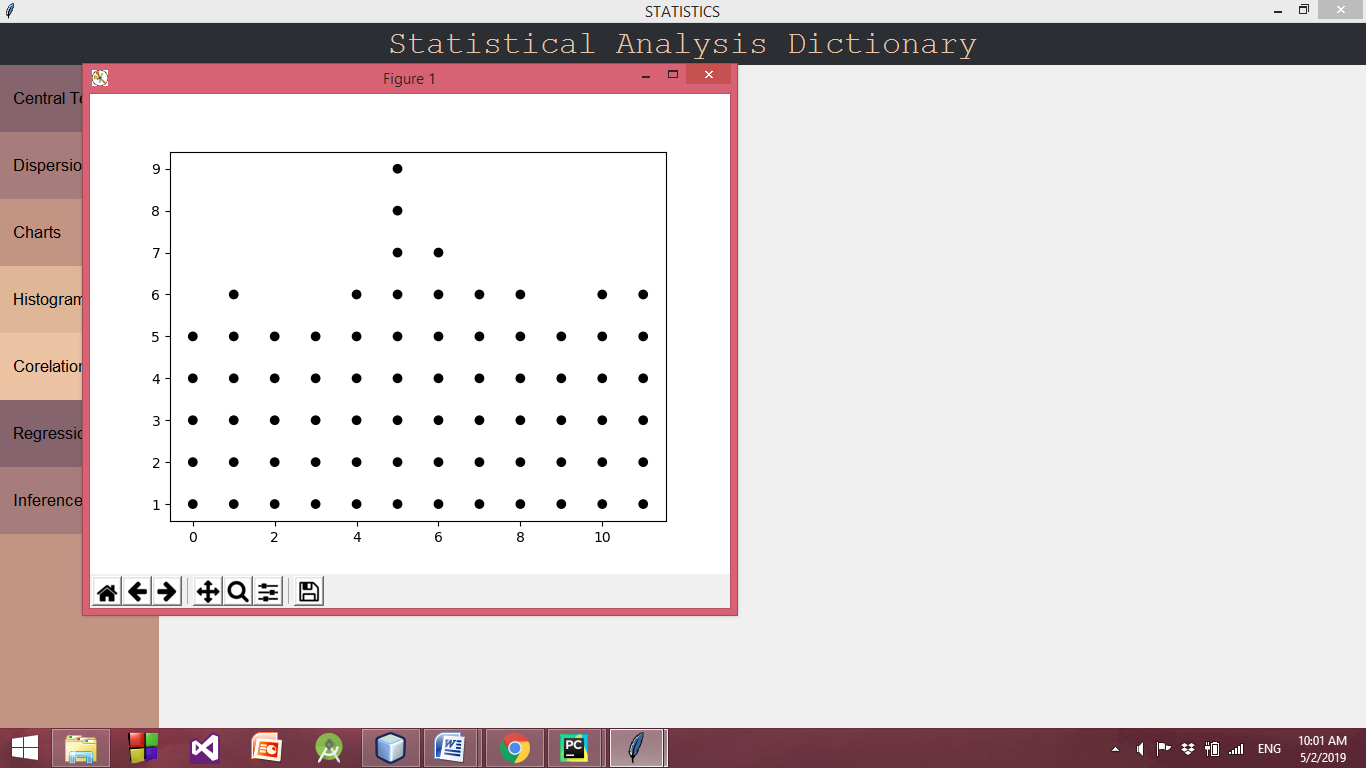 STATISTICS
Statistical Analysis Dictionary
Figure 1
Central Te
Dispersio
Charts
Histogram
Corelation
Regressio
Inference
9
8
7
6
5
4
3
2
1
0 2 4 6 8 10
W
PC
ENG
10:01 AM
5/2/2019